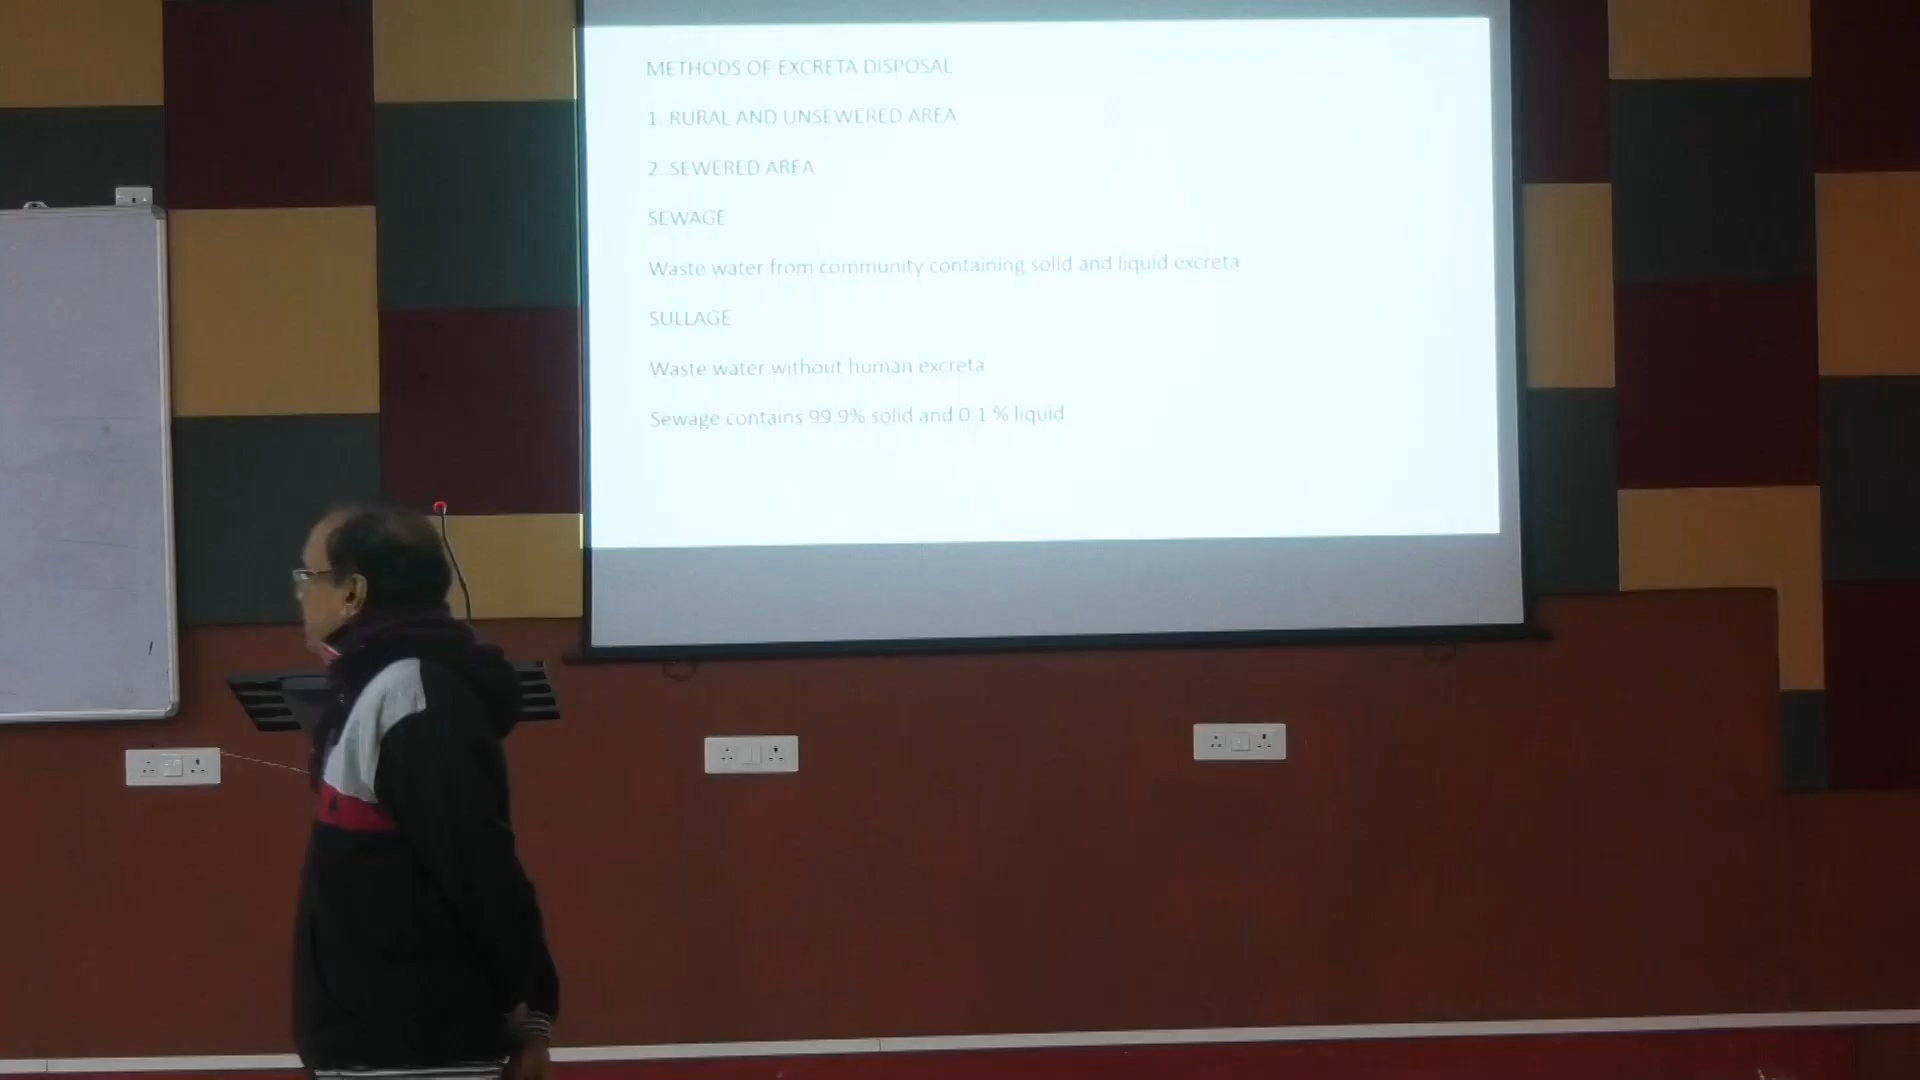 METHODS OF EXCRETA DISPOSAL
1. RURAL AND UNSEWERED AREA
2. SEWERED AREA
SEWAGE
Waste water from community containing solid and liquid excreta
SULLAGE
Waste water without human excreta
Sewage contains 99.9% solid and 0.1 % liquid